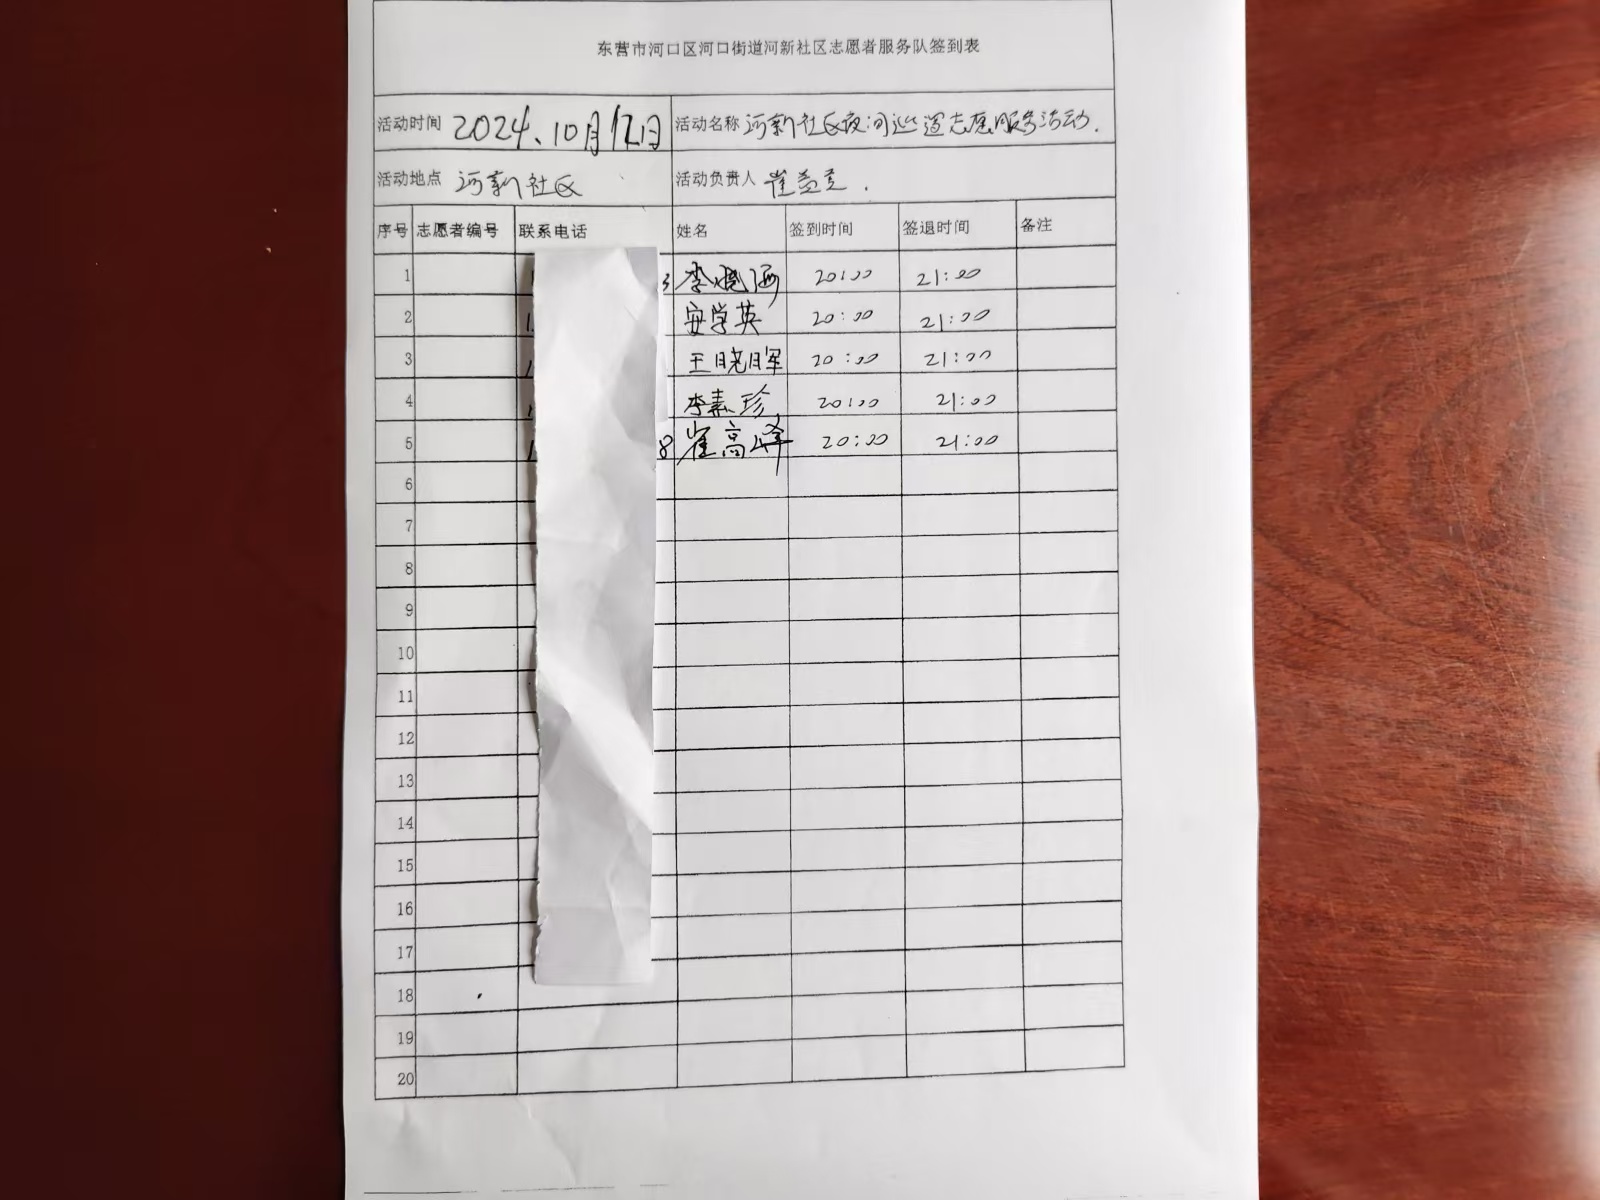 东营市河口区河口街道河新社区志愿者服务队签到表
活动时间 2024、10月12日 活动名称 河新社区夜间巡逻志愿服务活动.
活动地点 河新社区 活动负责人 崔
序号 志愿者编号 联系电话 姓名 签到时间 签退时间 备注
1 3 李晓 20:00 21:00
2 安学英 20:00 21:00
3 王晓晖 20:00 21:00
4 李素珍 20:00 21:00
5 8 崔高峰 20:00 21:00
6
7
8
9
10
11
12
13
14
15
16
17
18
19
20